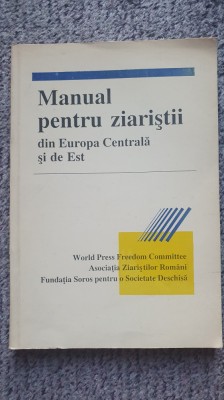 Manual
pentru ziariştii
din Europa Centrală
şi de Est
World Press Freedom Committee
Asociaţia Ziariştilor Români
Fundaţia Soros pentru o Societate Deschisă